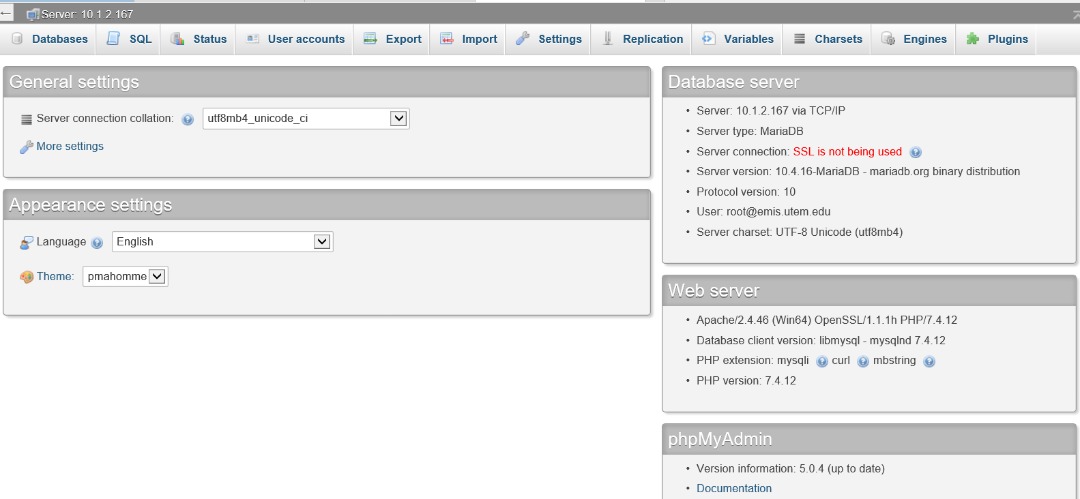 Server: 10.1.2.167
Databases SQL Status User accounts Export Import Settings Replication Variables Charsets Engines Plugins
General settings
Server connection collation: utf8mb4_unicode_ci
More settings
Appearance settings
Language English
Theme: pmahomme
Database server
Server: 10.1.2.167 via TCP/IP
Server type: MariaDB
Server connection: SSL is not being used
Server version: 10.4.16-MariaDB - mariadb.org binary distribution
Protocol version: 10
User: root@emis.utem.edu
Server charset: UTF-8 Unicode (utf8mb4)
Web server
Apache/2.4.46 (Win64) OpenSSL/1.1.1h PHP/7.4.12
Database client version: libmysql - mysqlnd 7.4.12
PHP extension: mysqli curl mbstring
PHP version: 7.4.12
phpMyAdmin
Version information: 5.0.4 (up to date)
Documentation